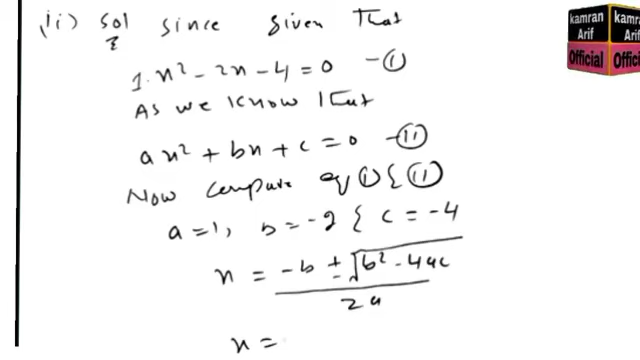 (ii) Sol Since given That
1.x² - 2x - 4 = 0 - (i)
As we know That
ax² + bx + c = 0 - (ii)
Now Compare eq (i) & (ii)
a = 1, b = -2 & c = -4
x = -b ± √b² - 4ac / 2a
x =
kamran Arif Official
kamran Arif Offici